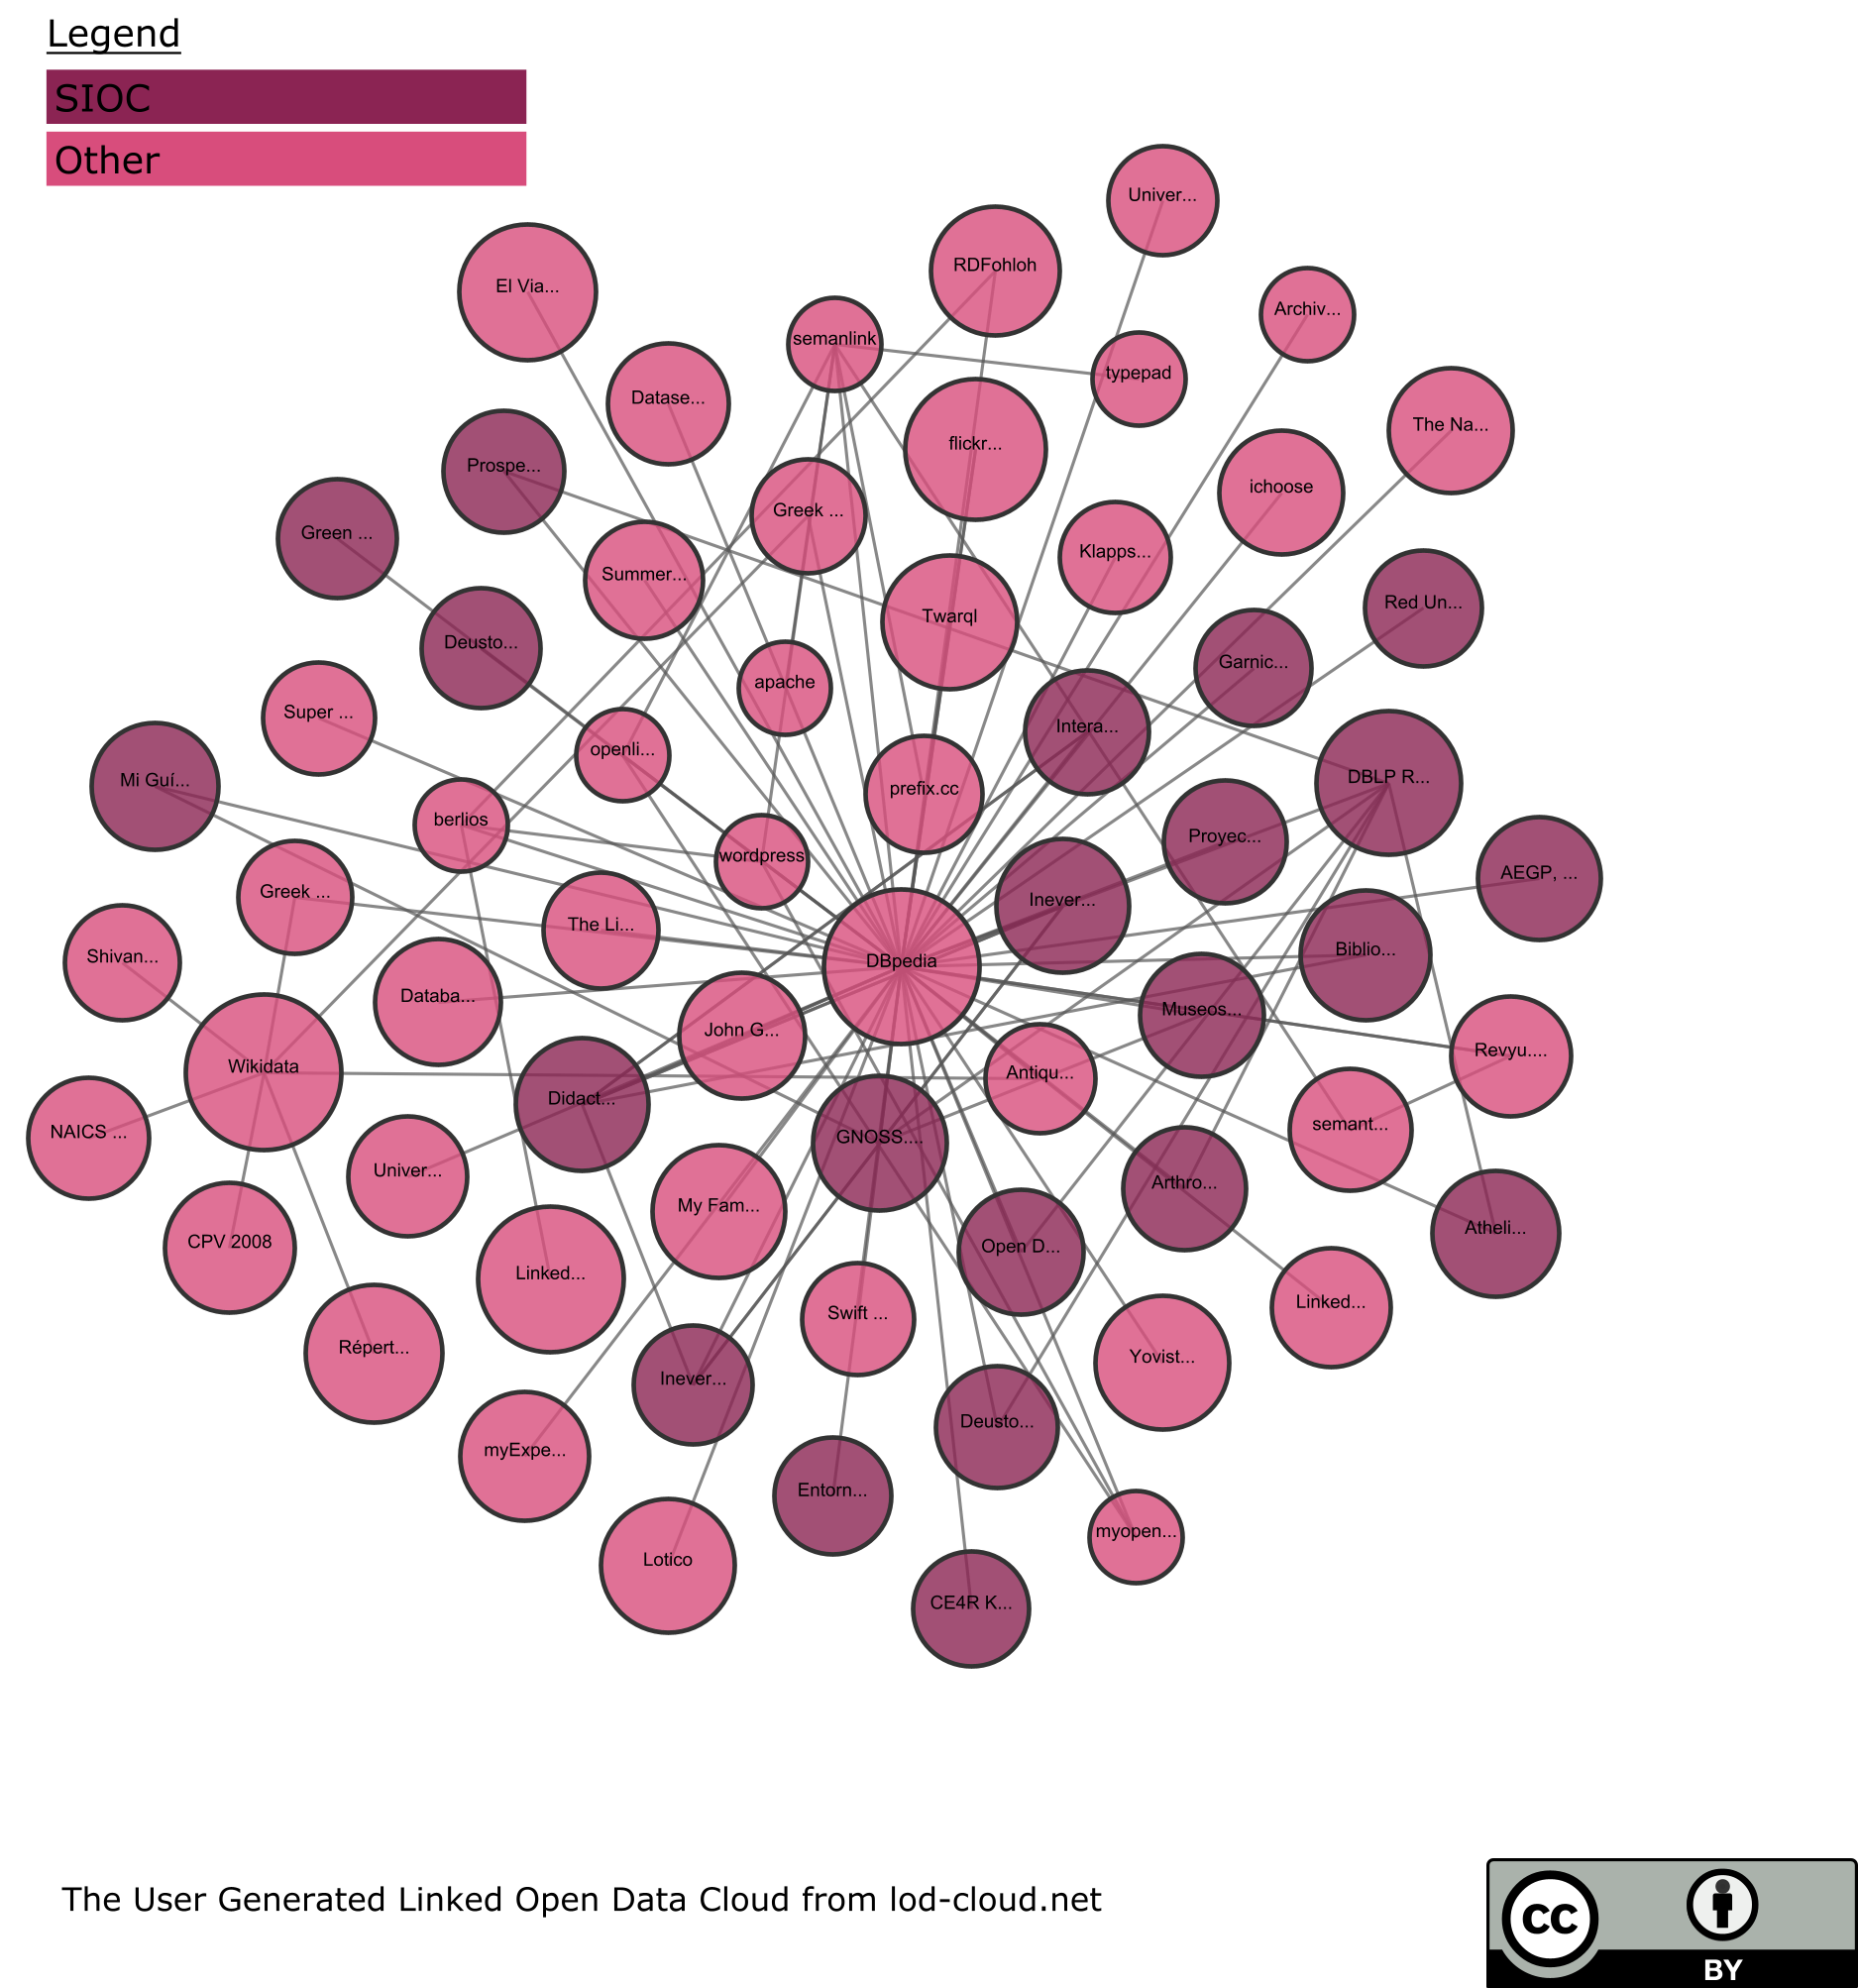 Legend
SIOC
Other
Univer...
RDFohloh
El Via...
Archiv...
semanlink
typepad
Datase...
The Na...
flickr...
Prospe...
ichoose
Greek ...
Green ...
Klapps...
Summer...
Red Un...
Twarql
Deusto...
Garnic...
apache
Super ...
Intera...
openli...
DBLP R...
Mi Guí...
prefix.cc
berlios
Proyec...
wordpress
AEGP, ...
Greek ...
Inever...
The Li...
Biblio...
Shivan...
DBpedia
Databa...
Museos...
John G...
Revyu....
Wikidata
Antiqu...
Didact...
semant...
NAICS ...
GNOSS....
Univer...
Arthro...
My Fam...
Atheli...
CPV 2008
Open D...
Linked...
Linked...
Swift ...
Répert...
Yovist...
Inever...
Deusto...
myExpe...
Entorn...
myopen...
Lotico
CE4R K...
The User Generated Linked Open Data Cloud from lod-cloud.net
cc
BY